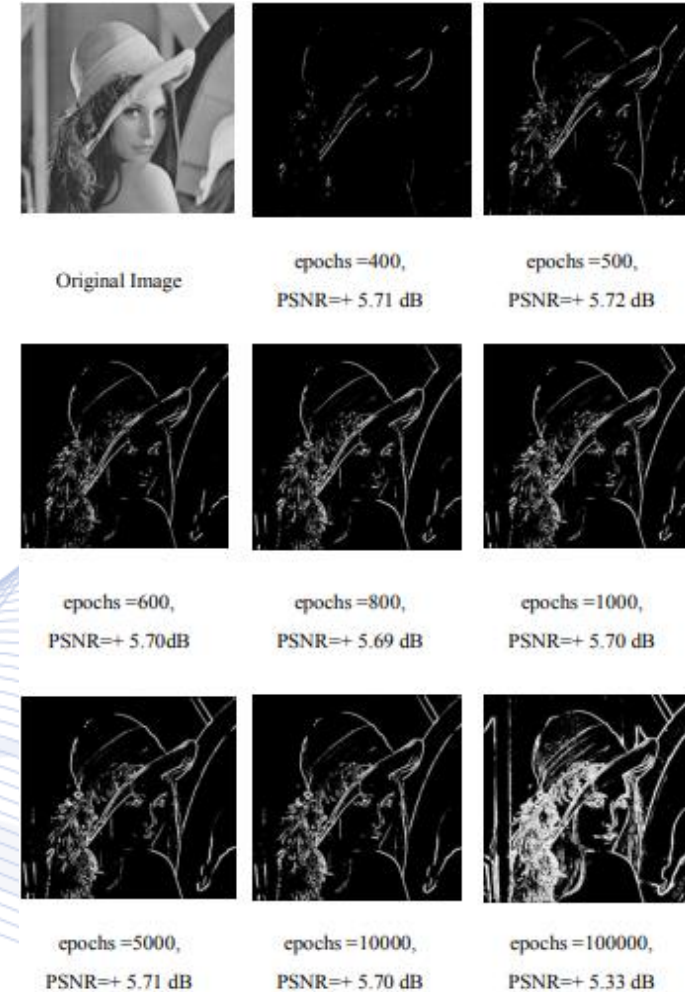 Original Image
epochs =400,
PSNR=+ 5.71 dB
epochs =500,
PSNR=+ 5.72 dB
epochs =600,
PSNR=+ 5.70dB
epochs =800,
PSNR=+ 5.69 dB
epochs =1000,
PSNR=+ 5.70 dB
epochs =5000,
PSNR=+ 5.71 dB
epochs =10000,
PSNR=+ 5.70 dB
epochs =100000,
PSNR=+ 5.33 dB